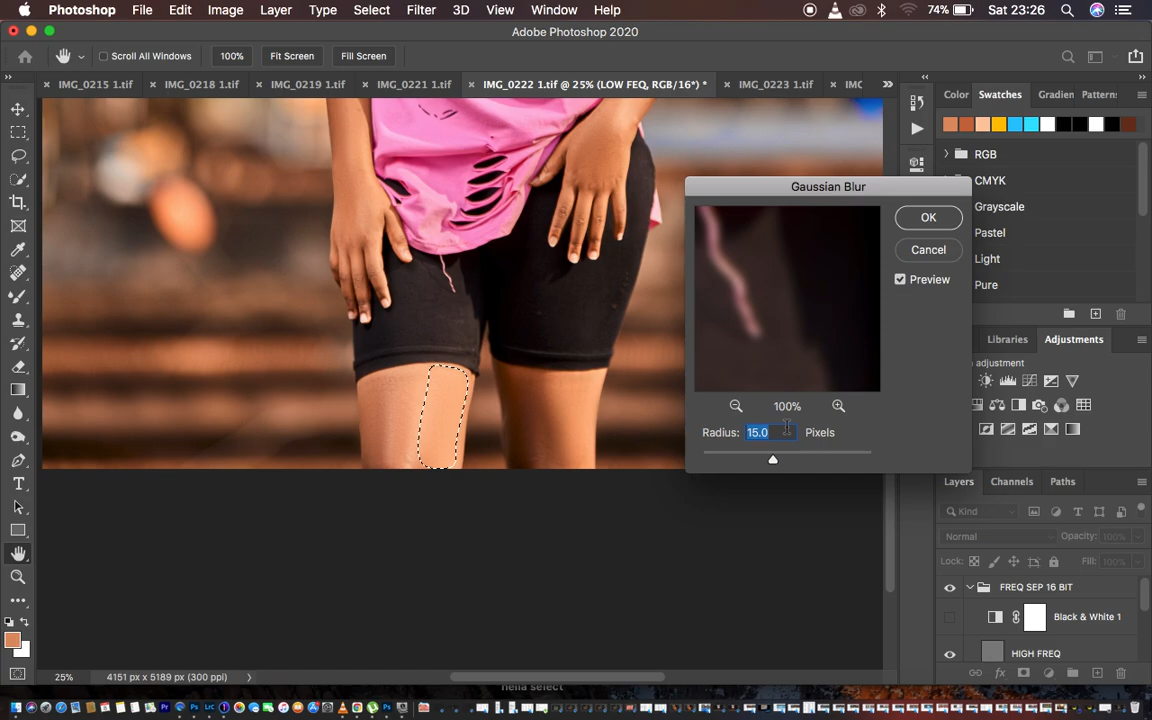 Photoshop File Edit Image Layer Type Select Filter 3D View Window Help 74% Sat 23:26
Adobe Photoshop 2020
Scroll All Windows 100% Fit Screen Fill Screen
IMG_0215 1.tif IMG_0218 1.tif IMG_0219 1.tif IMG_0221 1.tif IMG_0222 1.tif @ 25% (LOW FEQ, RGB/16*) * IMG_0223 1.tif IMG
Color Swatches Gradien Pattern:
RGB
CMYK
Grayscale
Pastel
Light
Pure
Gaussian Blur
OK
Cancel
Preview
100%
Radius: 15.0 Pixels
Libraries Adjustments
adjustment
Layers Channels Paths
Kind
Normal Opacity: 100%
Lock: Fill: 100%
FREQ SEP 16 BIT
Black & White 1
HIGH FREQ
25% 4151 px x 5189 px (300 ppi)